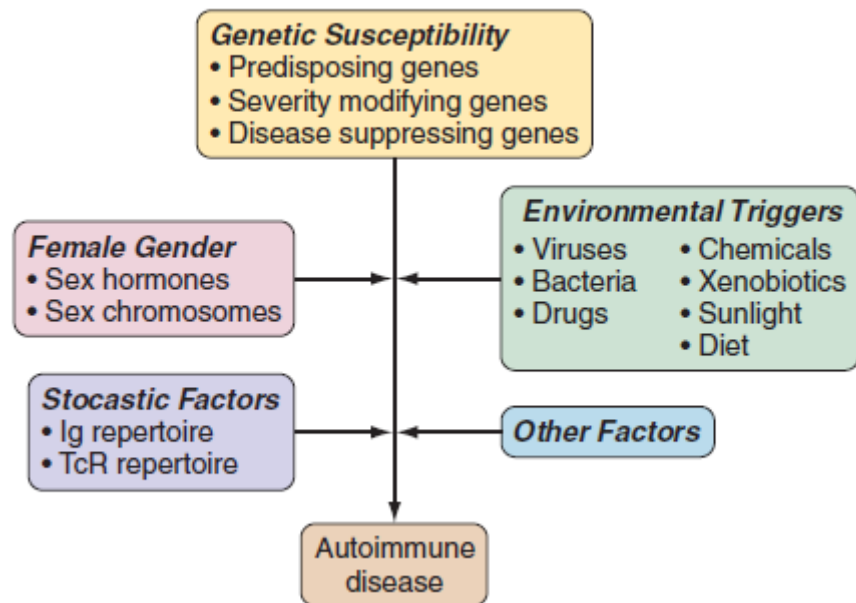 Genetic Susceptibility
• Predisposing genes
• Severity modifying genes
• Disease suppressing genes
Female Gender
• Sex hormones
• Sex chromosomes
Environmental Triggers
• Viruses
• Bacteria
• Drugs
• Chemicals
• Xenobiotics
• Sunlight
• Diet
Stocastic Factors
• Ig repertoire
• TcR repertoire
Other Factors
Autoimmune
disease